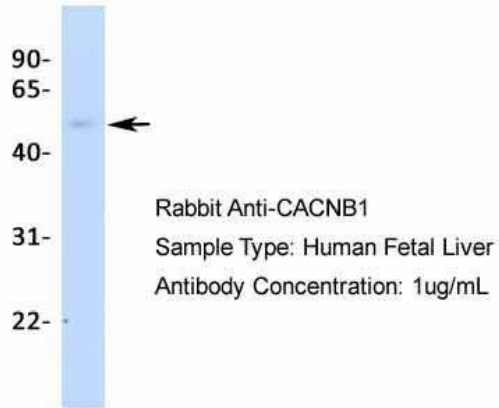 90-
65-
40-
31-
22-
Rabbit Anti-CACNB1
Sample Type: Human Fetal Liver
Antibody Concentration: 1ug/mL